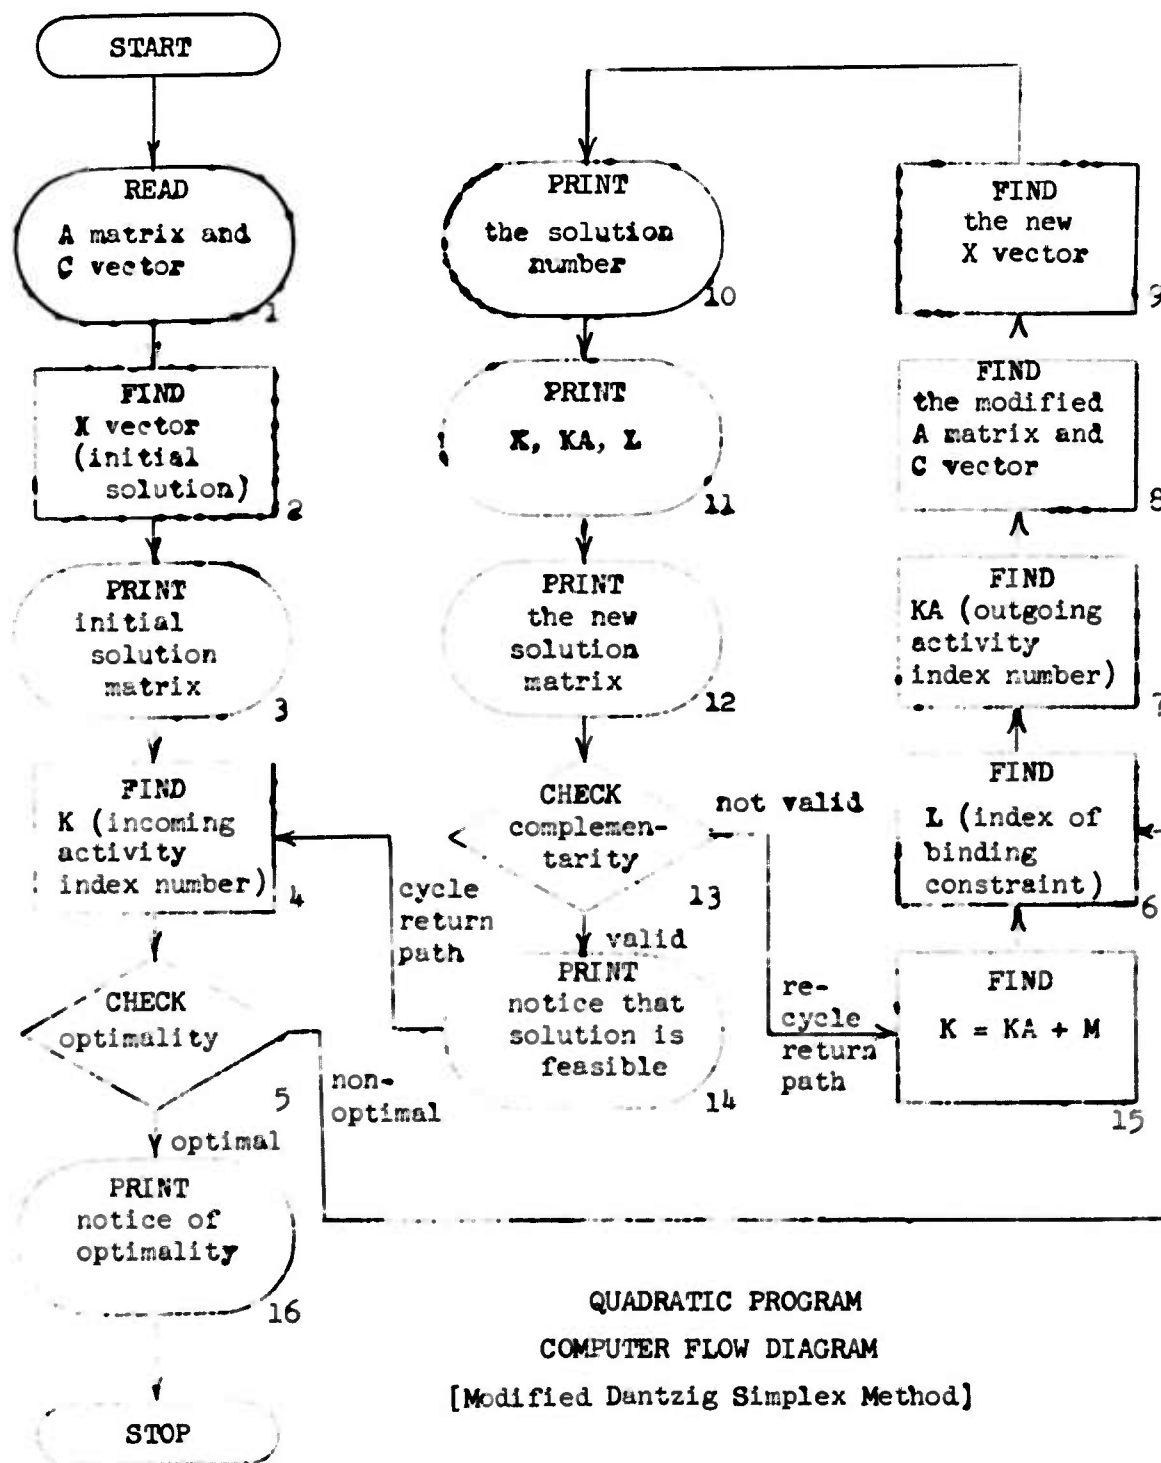 START
READ
A matrix and
C vector
1
FIND
X vector
(initial
solution)
2
PRINT
initial
solution
matrix
3
FIND
K (incoming
activity
index number)
4
CHECK
optimality
5
non-
optimal
optimal
PRINT
notice of
optimality
16
STOP
PRINT
the solution
number
10
PRINT
K, KA, L
11
PRINT
the new
solution
matrix
12
CHECK
complemen-
tarity
13
not valid
cycle
return
path
valid
PRINT
notice that
solution is
feasible
14
re-
cycle
return
path
FIND
the new
X vector
9
FIND
the modified
A matrix and
C vector
8
FIND
KA (outgoing
activity
index number)
7
FIND
L (index of
binding
constraint)
6
FIND
K = KA + M
15
QUADRATIC PROGRAM
COMPUTER FLOW DIAGRAM
[Modified Dantzig Simplex Method]